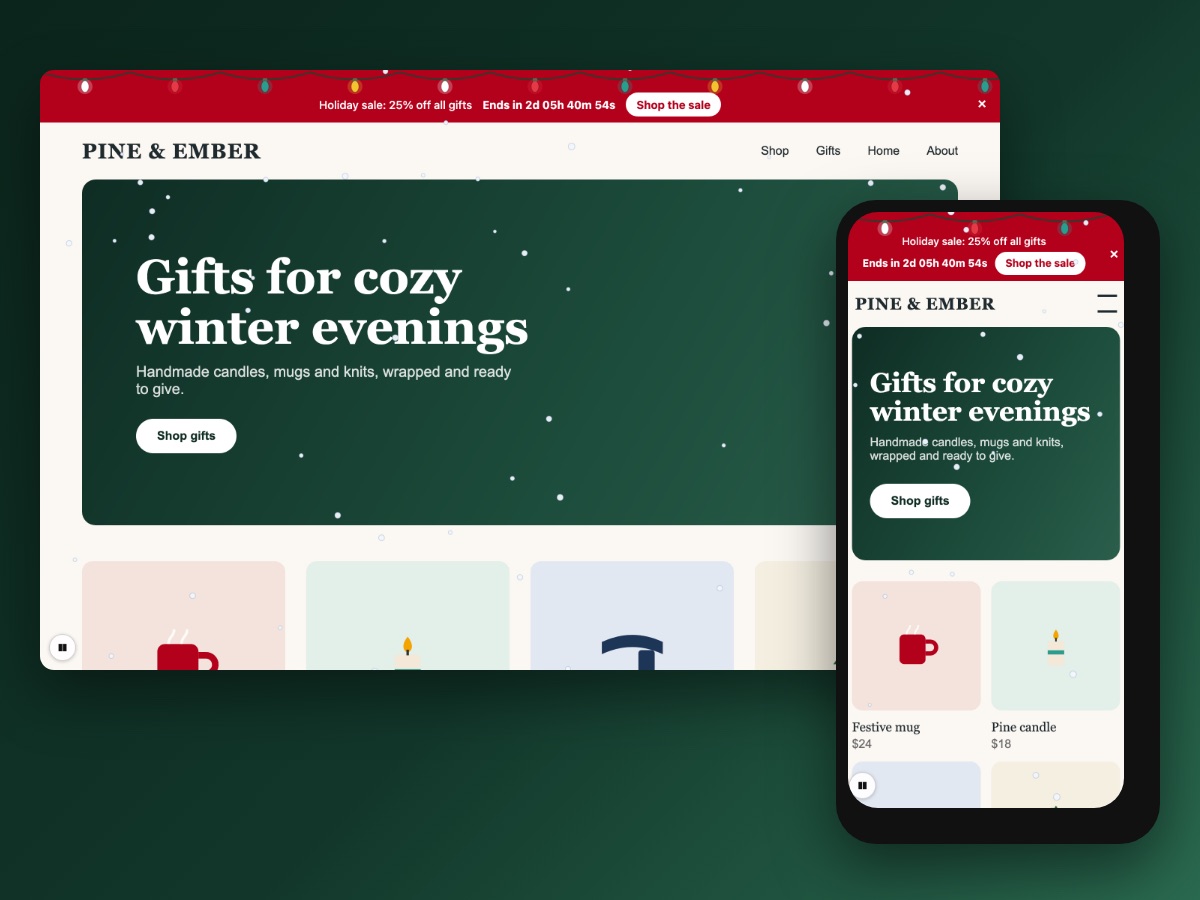 Holiday sale: 25% off all gifts Ends in 2d 05h 40m 54s Shop the sale ×
PINE & EMBER
Shop Gifts Home About
Gifts for cozy
winter evenings
Handmade candles, mugs and knits, wrapped and ready
to give.
Shop gifts
Holiday sale: 25% off all gifts
Ends in 2d 05h 40m 54s Shop the sale ×
PINE & EMBER
Gifts for cozy
winter evenings
Handmade candles, mugs and knits,
wrapped and ready to give.
Shop gifts
Festive mug Pine candle
$24 $18